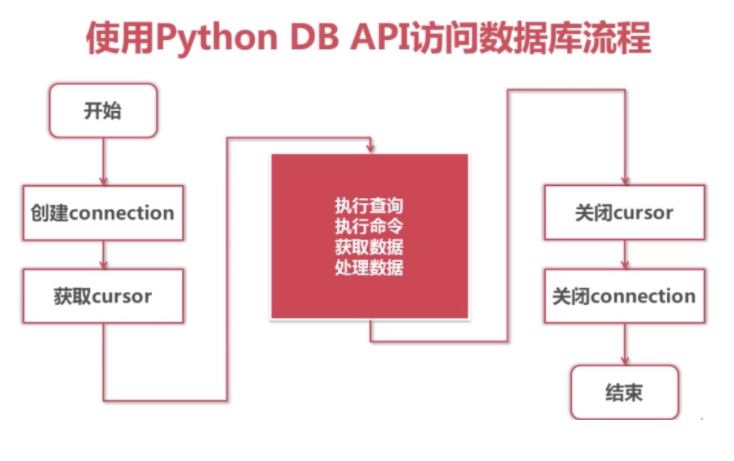 使用Python DB API访问数据库流程
开始
创建connection
获取cursor
执行查询
执行命令
获取数据
处理数据
关闭cursor
关闭connection
结束